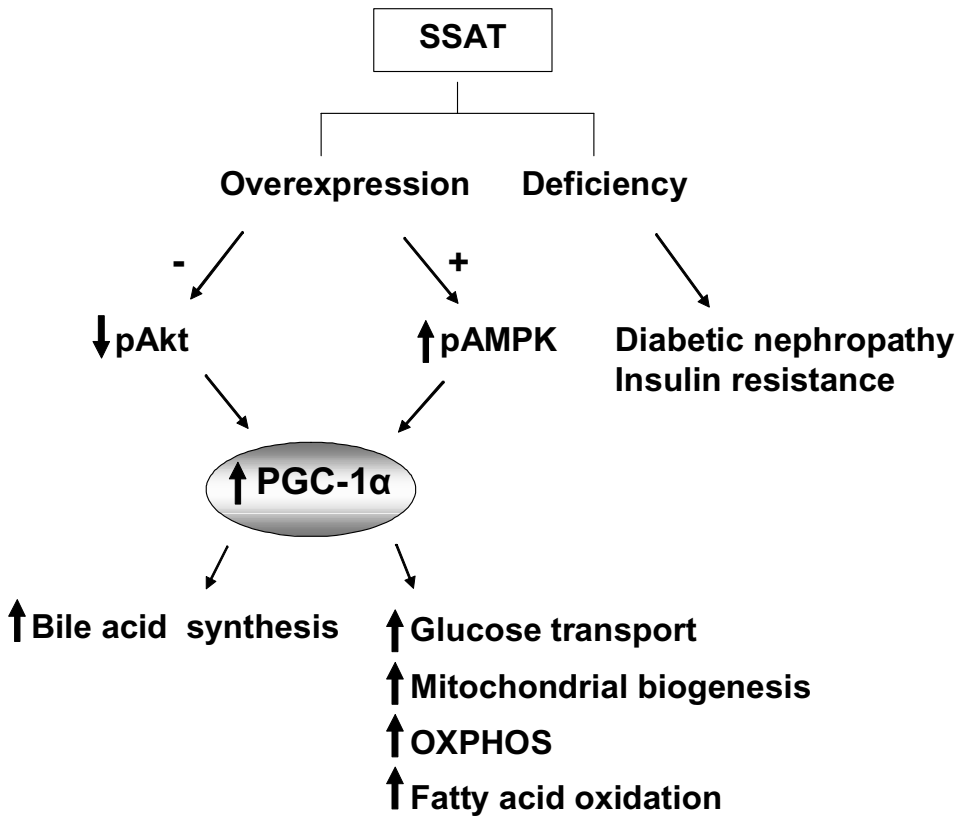 SSAT
Overexpression Deficiency
- +
↓pAkt ↑pAMPK Diabetic nephropathy
Insulin resistance
↑PGC-1α
↑Bile acid synthesis ↑Glucose transport
↑Mitochondrial biogenesis
↑OXPHOS
↑Fatty acid oxidation